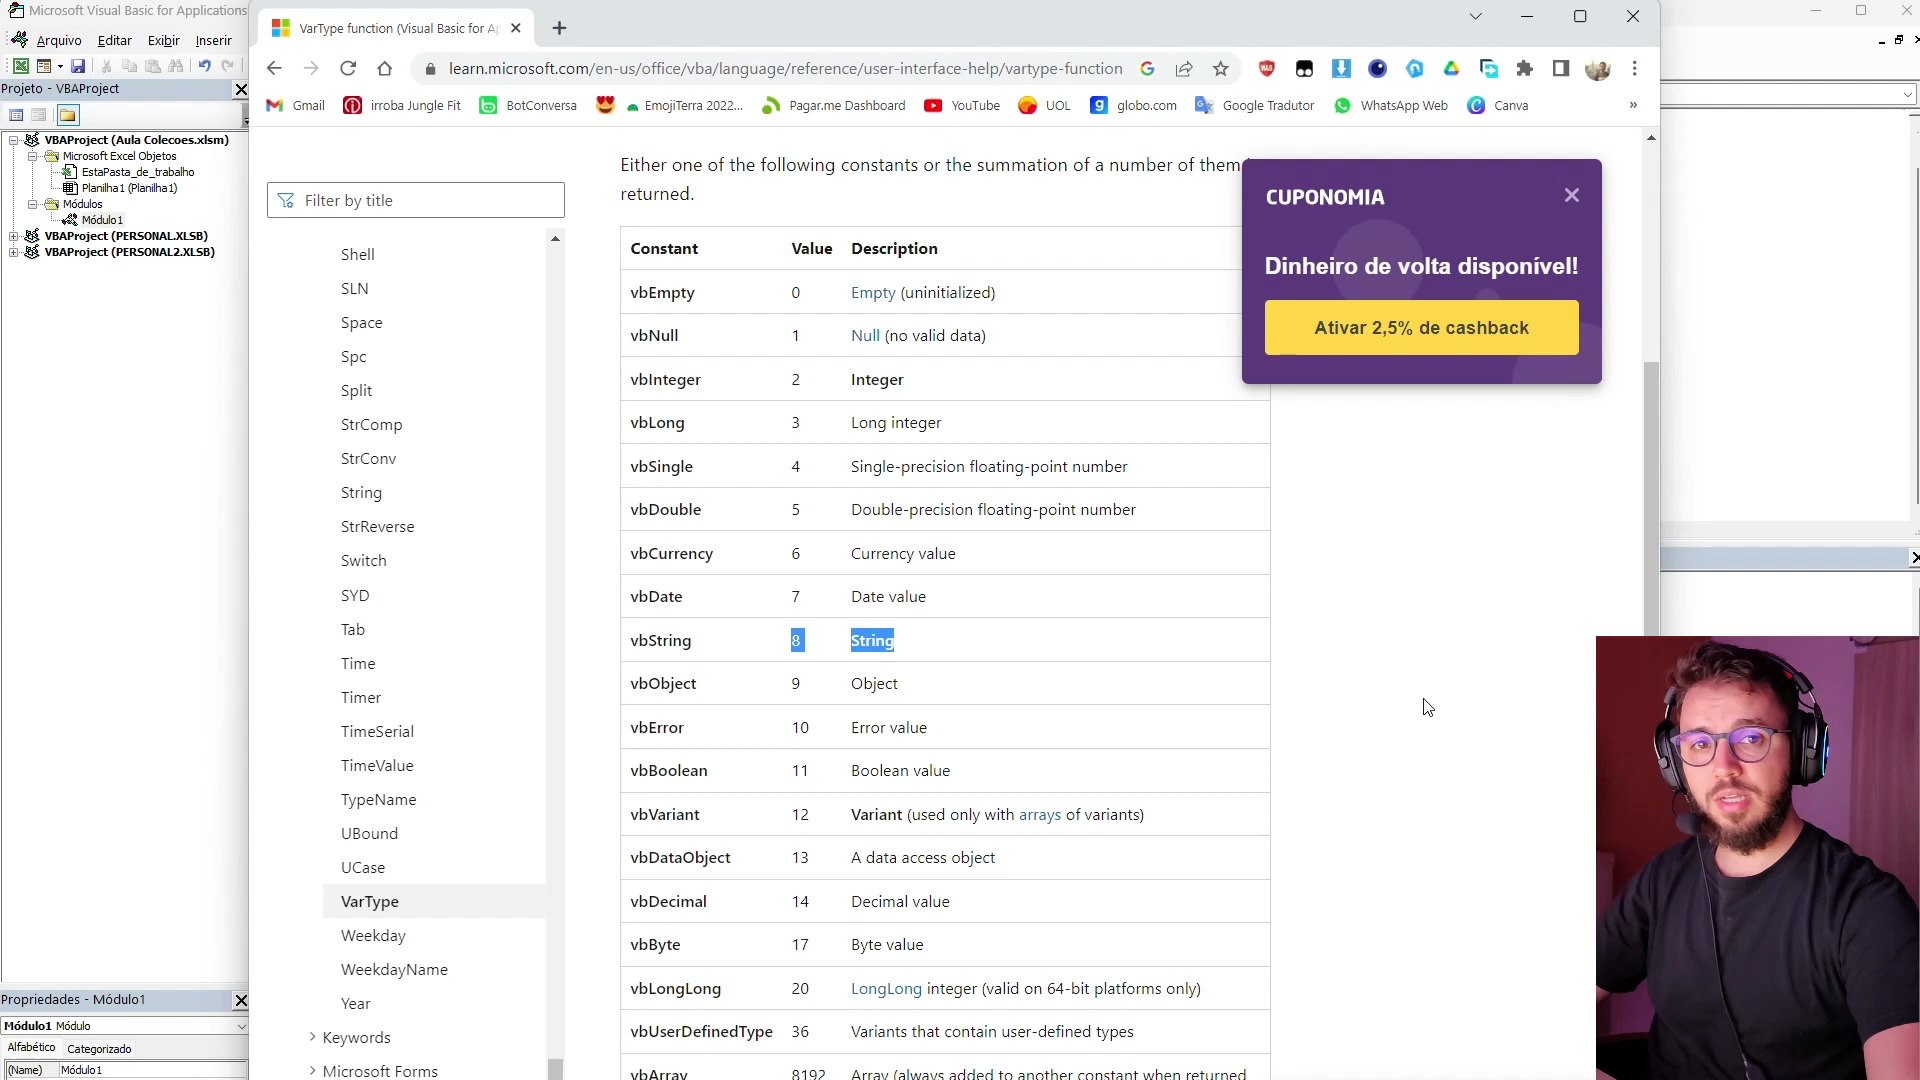 Microsoft Visual Basic for Applications
Arquivo Editar Exibir Inserir
Projeto - VBAProject
VBAProject (Aula Colecoes.xlsm)
Microsoft Excel Objetos
EstaPasta_de_trabalho
Planilha1 (Planilha1)
Módulos
Módulo1
VBAProject (PERSONAL.XLSB)
VBAProject (PERSONAL2.XLSB)
Propriedades - Módulo1
Módulo1 Módulo
Alfabético Categorizado
(Name) Módulo1
VarType function (Visual Basic for Ap
learn.microsoft.com/en-us/office/vba/language/reference/user-interface-help/vartype-function
Gmail irroba Jungle Fit BotConversa EmojiTerra 2022... Pagar.me Dashboard YouTube UOL globo.com Google Tradutor WhatsApp Web Canva »
Filter by title
Shell
SLN
Space
Spc
Split
StrComp
StrConv
String
StrReverse
Switch
SYD
Tab
Time
Timer
TimeSerial
TimeValue
TypeName
UBound
UCase
VarType
Weekday
WeekdayName
Year
Keywords
Microsoft Forms
Either one of the following constants or the summation of a number of them
returned.
Constant Value Description
vbEmpty 0 Empty (uninitialized)
vbNull 1 Null (no valid data)
vbInteger 2 Integer
vbLong 3 Long integer
vbSingle 4 Single-precision floating-point number
vbDouble 5 Double-precision floating-point number
vbCurrency 6 Currency value
vbDate 7 Date value
vbString 8 String
vbObject 9 Object
vbError 10 Error value
vbBoolean 11 Boolean value
vbVariant 12 Variant (used only with arrays of variants)
vbDataObject 13 A data access object
vbDecimal 14 Decimal value
vbByte 17 Byte value
vbLongLong 20 LongLong integer (valid on 64-bit platforms only)
vbUserDefinedType 36 Variants that contain user-defined types
vbArray 8192 Array (always added to another constant when returned
CUPONOMIA
Dinheiro de volta disponível!
Ativar 2,5% de cashback